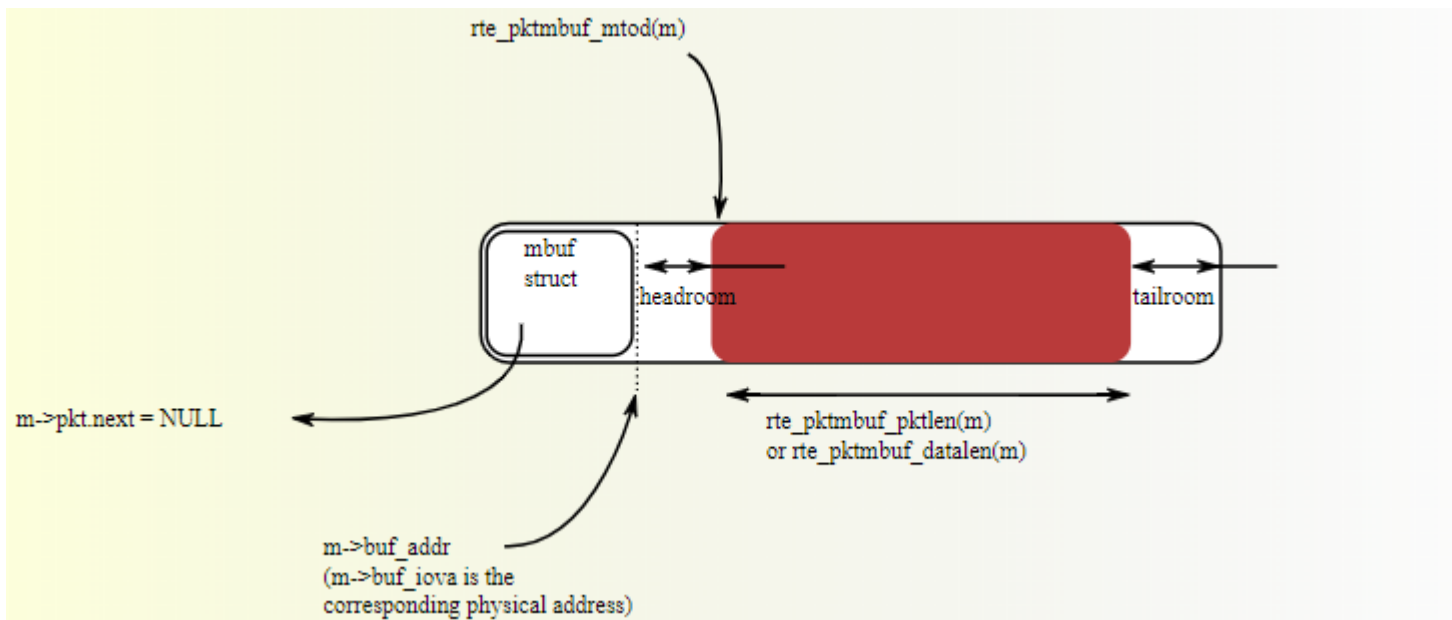 rte_pktmbuf_mtod(m)
mbuf
struct
headroom
tailroom
m->pkt.next = NULL
rte_pktmbuf_pktlen(m)
or rte_pktmbuf_datalen(m)
m->buf_addr
(m->buf_iova is the
corresponding physical address)